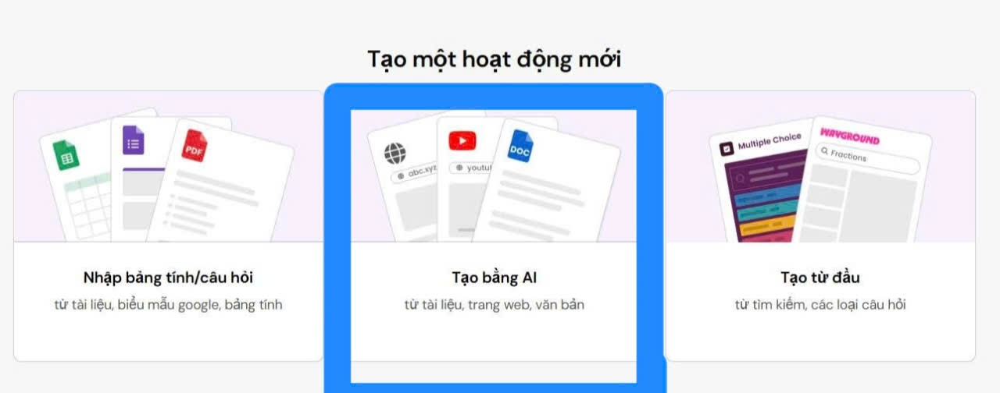 Tạo một hoạt động mới
PDF
Nhập bảng tính/câu hỏi
từ tài liệu, biểu mẫu google, bảng tính
abc.xyz
youtu
DOC
Tạo bằng AI
từ tài liệu, trang web, văn bản
Multiple Choice
WAYGROUND
Fractions
Tạo từ đầu
từ tìm kiếm, các loại câu hỏi